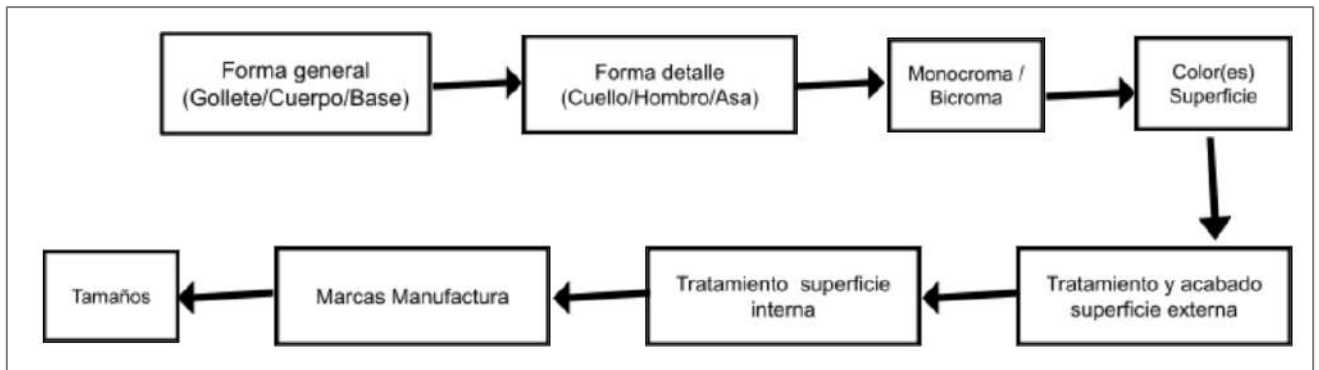 Forma general
(Gollete/Cuerpo/Base)
Forma detalle
(Cuello/Hombro/Asa)
Monocroma /
Bicroma
Color(es)
Superficie
Tratamiento y acabado
superficie externa
Tratamiento superficie
interna
Marcas Manufactura
Tamaños